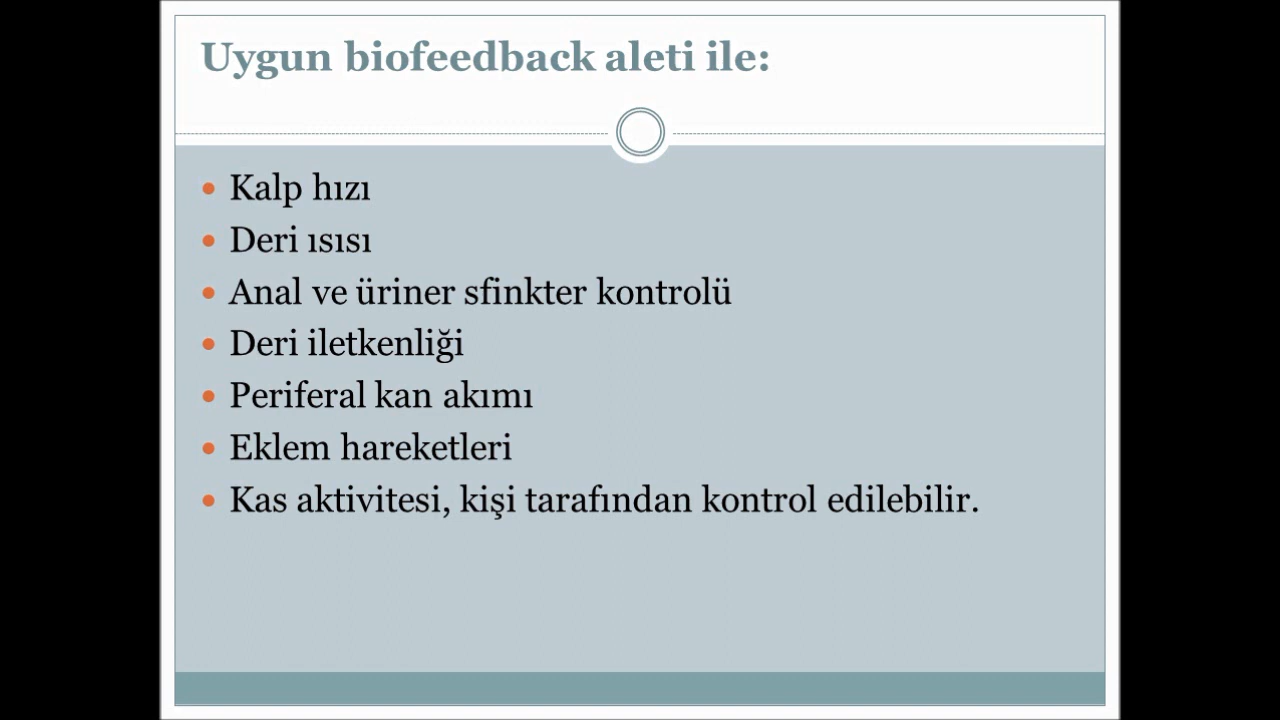 Uygun biofeedback aleti ile:
Kalp hızı
Deri ısısı
Anal ve üriner sfinkter kontrolü
Deri iletkenliği
Periferal kan akımı
Eklem hareketleri
Kas aktivitesi, kişi tarafından kontrol edilebilir.